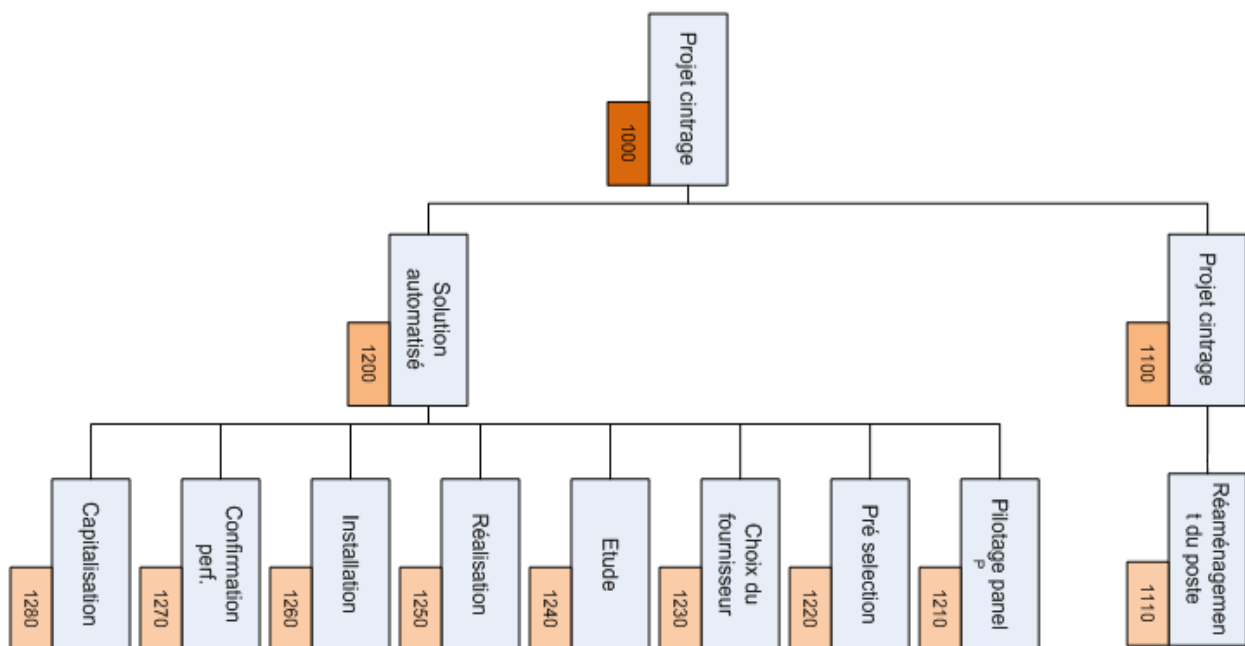 Projet cintrage
1000
Projet cintrage
1100
Réaménagemen
t du poste
1110
Solution
automatisé
1200
Pilotage panel
P
1210
Pré selection
1220
Choix du
fournisseur
1230
Etude
1240
Réalisation
1250
Installation
1260
Confirmation
perf.
1270
Capitalisation
1280